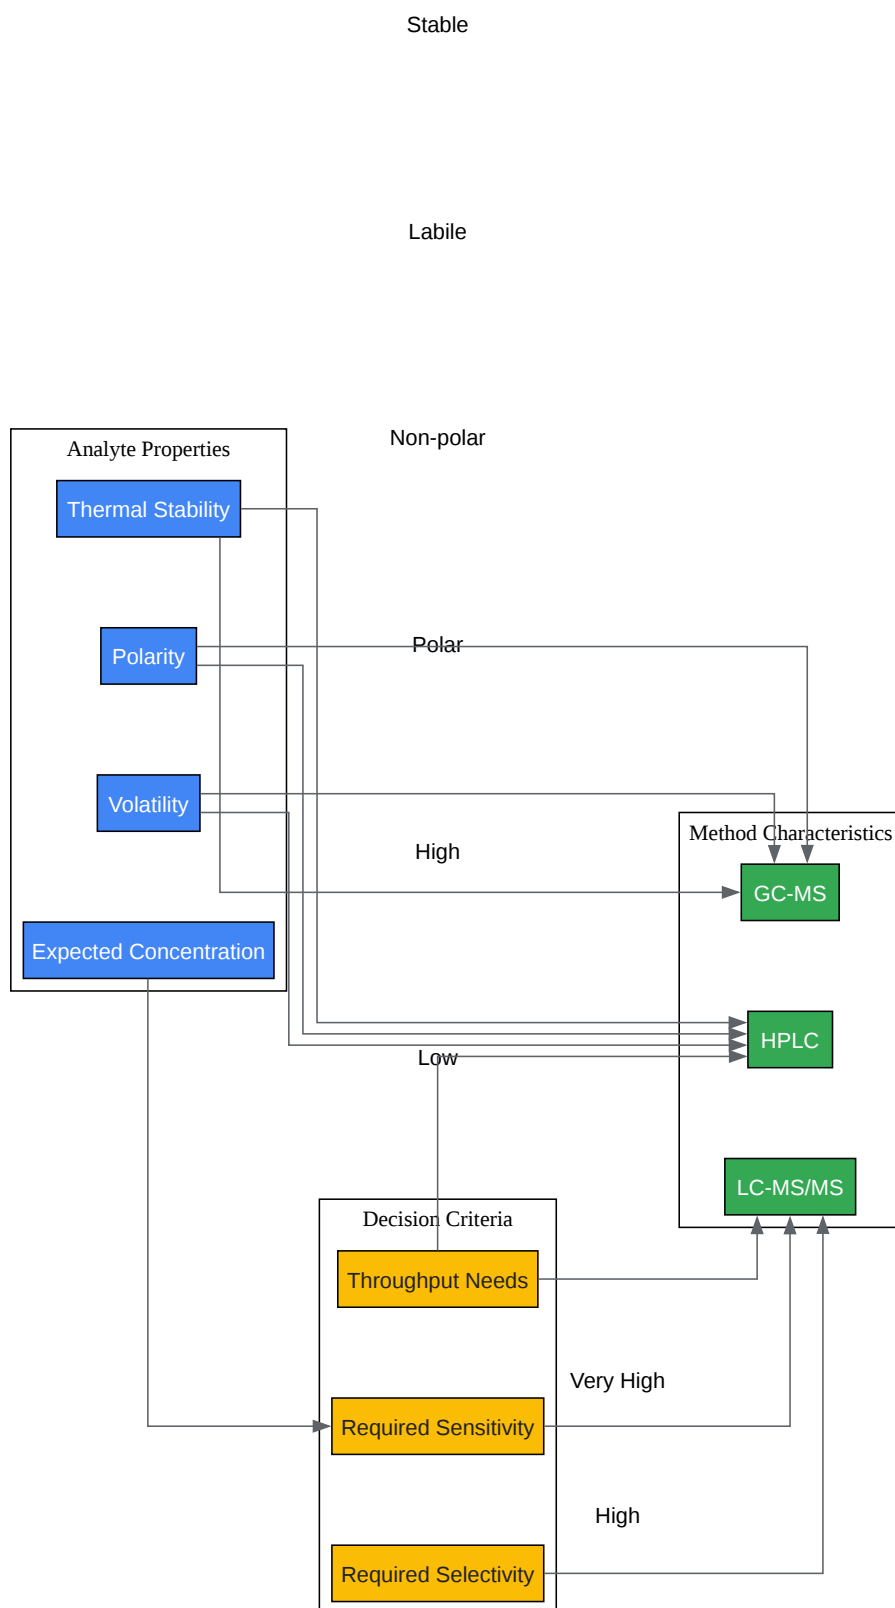 Stable
Labile
Non-polar
Analyte Properties
Thermal Stability
Polar
Polarity
Volatility
Method Characteristics
High
GC-MS
Expected Concentration
HPLC
Low
LC-MS/MS
Decision Criteria
Throughput Needs
Very High
Required Sensitivity
High
Required Selectivity